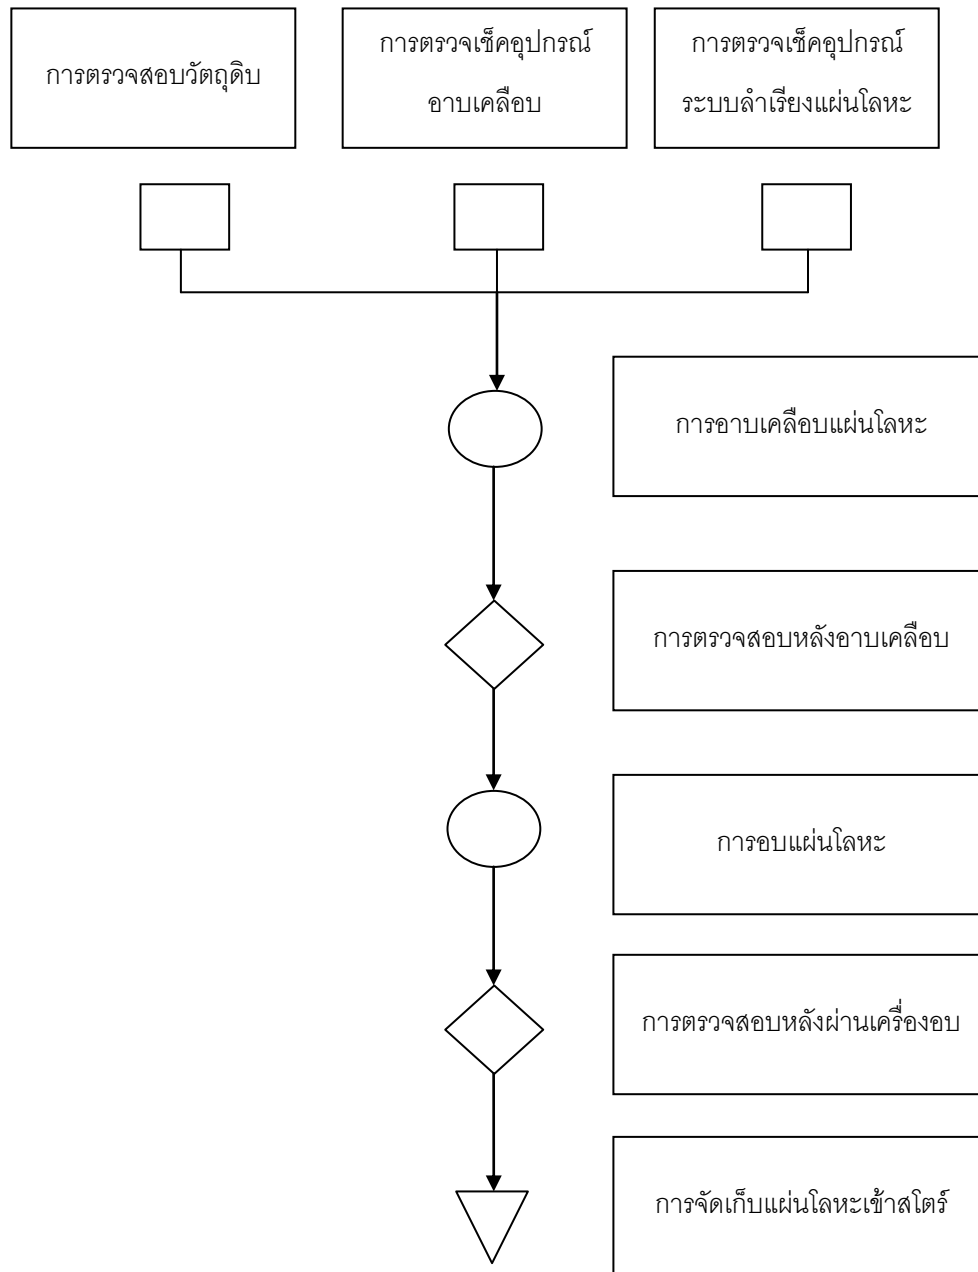 การตรวจสอบวัตถุดิบ
การตรวจเช็คอุปกรณ์
อาบเคลือบ
การตรวจเช็คอุปกรณ์
ระบบลำเรียงแผ่นโลหะ
การอาบเคลือบแผ่นโลหะ
การตรวจสอบหลังอาบเคลือบ
การอบแผ่นโลหะ
การตรวจสอบหลังผ่านเครื่องอบ
การจัดเก็บแผ่นโลหะเข้าสโตร์